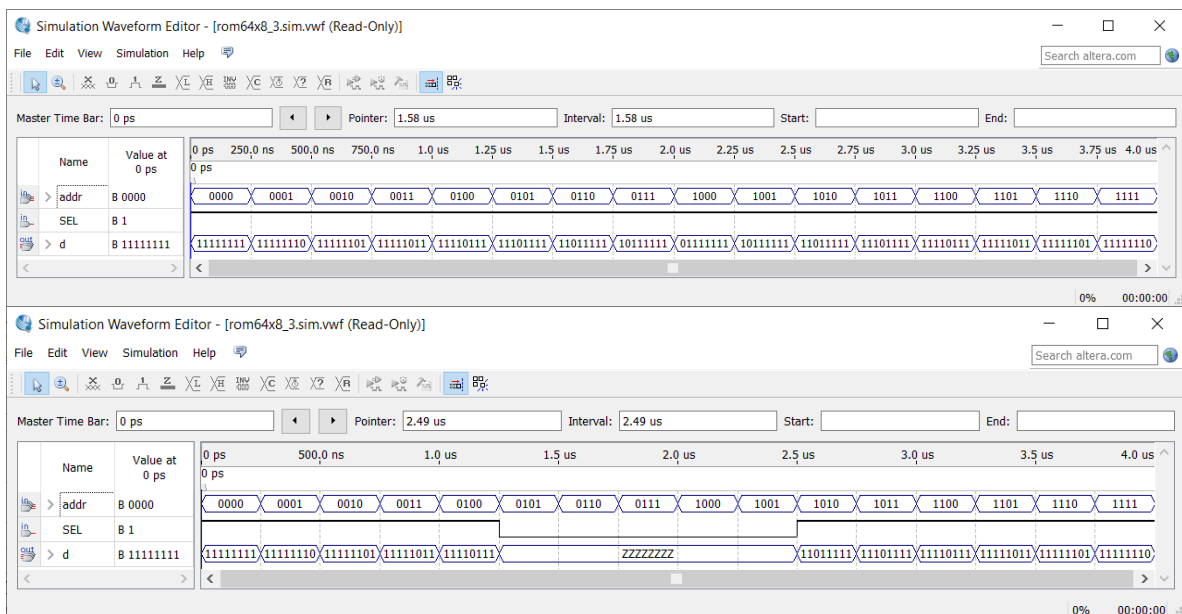 Simulation Waveform Editor - [rom64x8_3.sim.vwf (Read-Only)]
File Edit View Simulation Help
Search altera.com
Master Time Bar: 0 ps Pointer: 1.58 us Interval: 1.58 us Start: End:
Name Value at 0 ps
0 ps 250.0 ns 500.0 ns 750.0 ns 1.0 us 1.25 us 1.5 us 1.75 us 2.0 us 2.25 us 2.5 us 2.75 us 3.0 us 3.25 us 3.5 us 3.75 us 4.0 us
0 ps
addr B 0000 0000 0001 0010 0011 0100 0101 0110 0111 1000 1001 1010 1011 1100 1101 1110 1111
SEL B 1
d B 11111111 11111111 11111110 11111101 11111011 11110111 11101111 11011111 10111111 01111111 10111111 11011111 11101111 11110111 11111011 11111101 11111110
0% 00:00:00
Simulation Waveform Editor - [rom64x8_3.sim.vwf (Read-Only)]
File Edit View Simulation Help
Search altera.com
Master Time Bar: 0 ps Pointer: 2.49 us Interval: 2.49 us Start: End:
Name Value at 0 ps
0 ps 500.0 ns 1.0 us 1.5 us 2.0 us 2.5 us 3.0 us 3.5 us 4.0 us
0 ps
addr B 0000 0000 0001 0010 0011 0100 0101 0110 0111 1000 1001 1010 1011 1100 1101 1110 1111
SEL B 1
d B 11111111 11111111 11111110 11111101 11111011 11110111 ZZZZZZZZ 11011111 11101111 11110111 11111011 11111101 11111110
0% 00:00:00